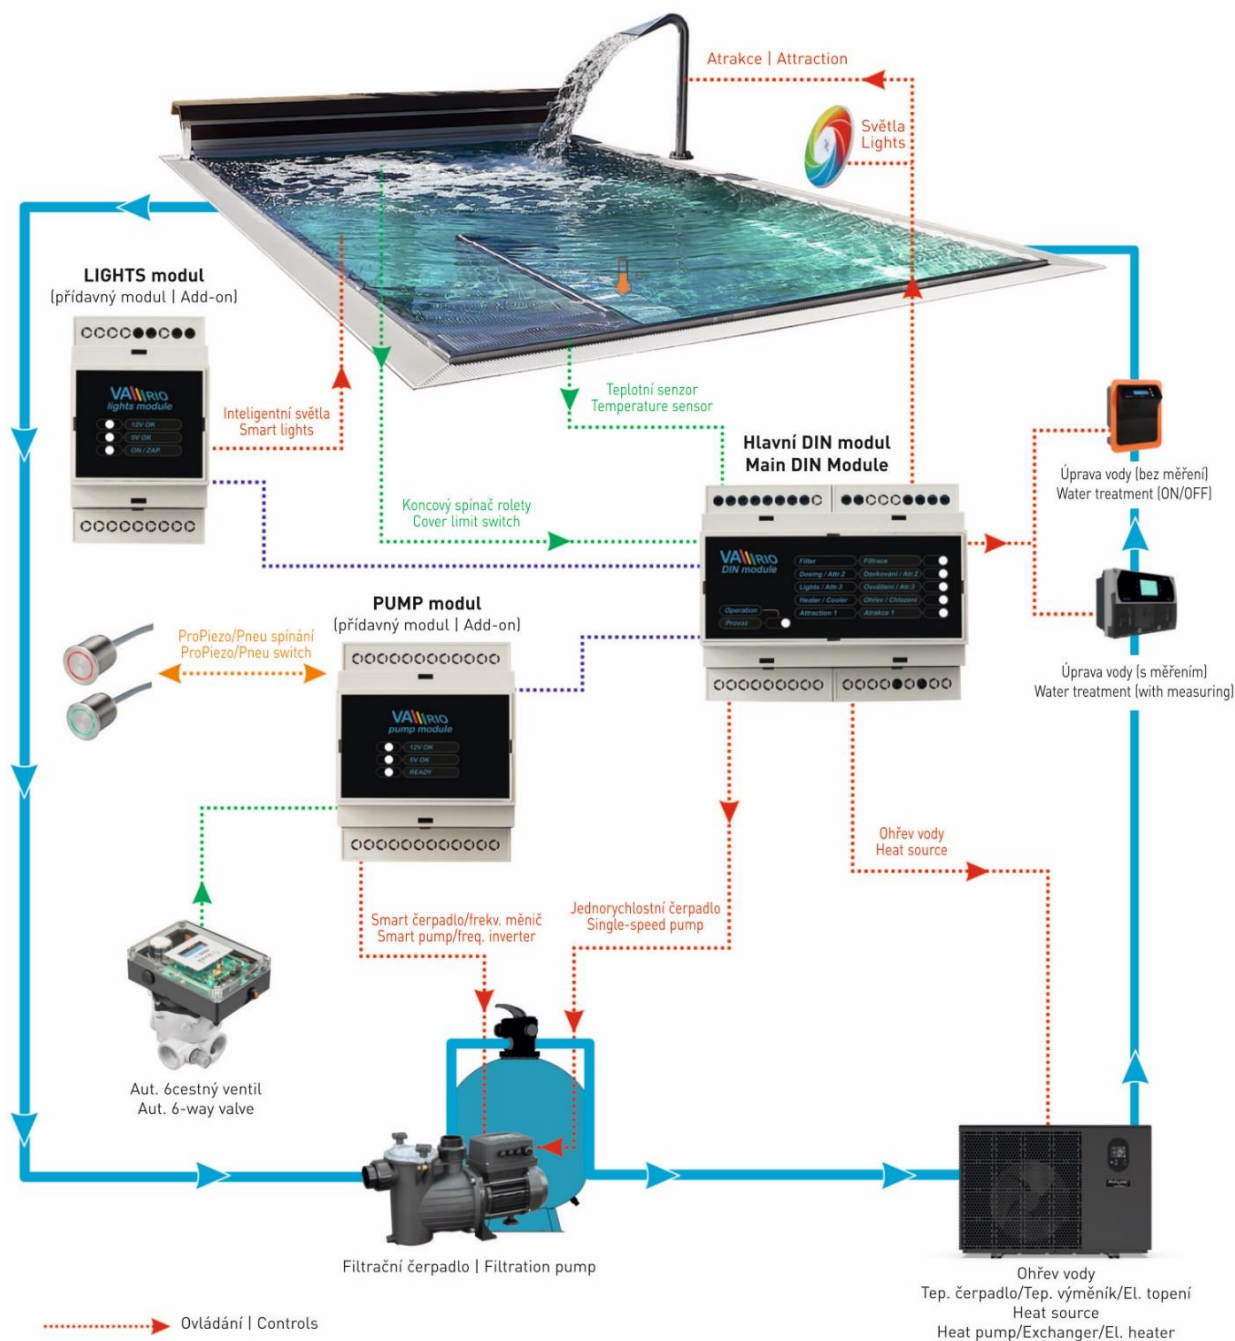 Atrakce | Attraction
Světla
Lights
LIGHTS modul
(přídavný modul | Add-on)
VArio
lights module
12V OK
5V OK
ON / ZAP
Inteligentní světla
Smart lights
Teplotní senzor
Temperature sensor
Koncový spínač rolety
Cover limit switch
Hlavní DIN modul
Main DIN Module
VArio
DIN module
Filter Filtrace
Dosing / Attr.2 Davkování / Atr.2
Lights / Attr.3 Osvětlení / Atr.3
Heater / Cooler Ohřev / Chlazení
Attraction 1 Atrakce 1
Operation
Provoz
Úprava vody (bez měření)
Water treatment (ON/OFF)
Úprava vody (s měřením)
Water treatment (with measuring)
PUMP modul
(přídavný modul | Add-on)
ProPiezo/Pneu spínání
ProPiezo/Pneu switch
VArio
pump module
12V OK
5V OK
READY
Ohřev vody
Heat source
Smart čerpadlo/frekv. měnič
Smart pump/freq. inverter
Jednorychlostní čerpadlo
Single-speed pump
Aut. 6cestný ventil
Aut. 6-way valve
Filtrační čerpadlo | Filtration pump
Ohřev vody
Tep. čerpadlo/Tep. výměník/El. topení
Heat source
Heat pump/Exchanger/El. heater
Ovládání | Controls